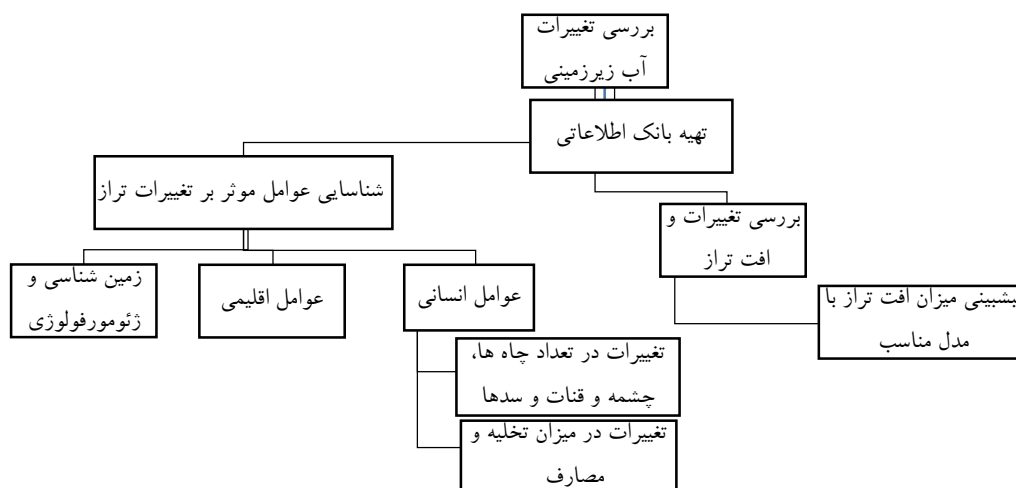 بررسی تغییرات
آب زیرزمینی
تهیه بانک اطلاعاتی
شناسایی عوامل موثر بر تغییرات تراز
بررسی تغییرات و
افت تراز
زمین شناسی و
ژئومورفولوژی
عوامل اقلیمی
عوامل انسانی
یشبینی میزان افت تراز با
مدل مناسب
تغییرات در تعداد چاه ها،
چشمه و قنات و سدها
تغییرات در میزان تخلیه و
مصارف